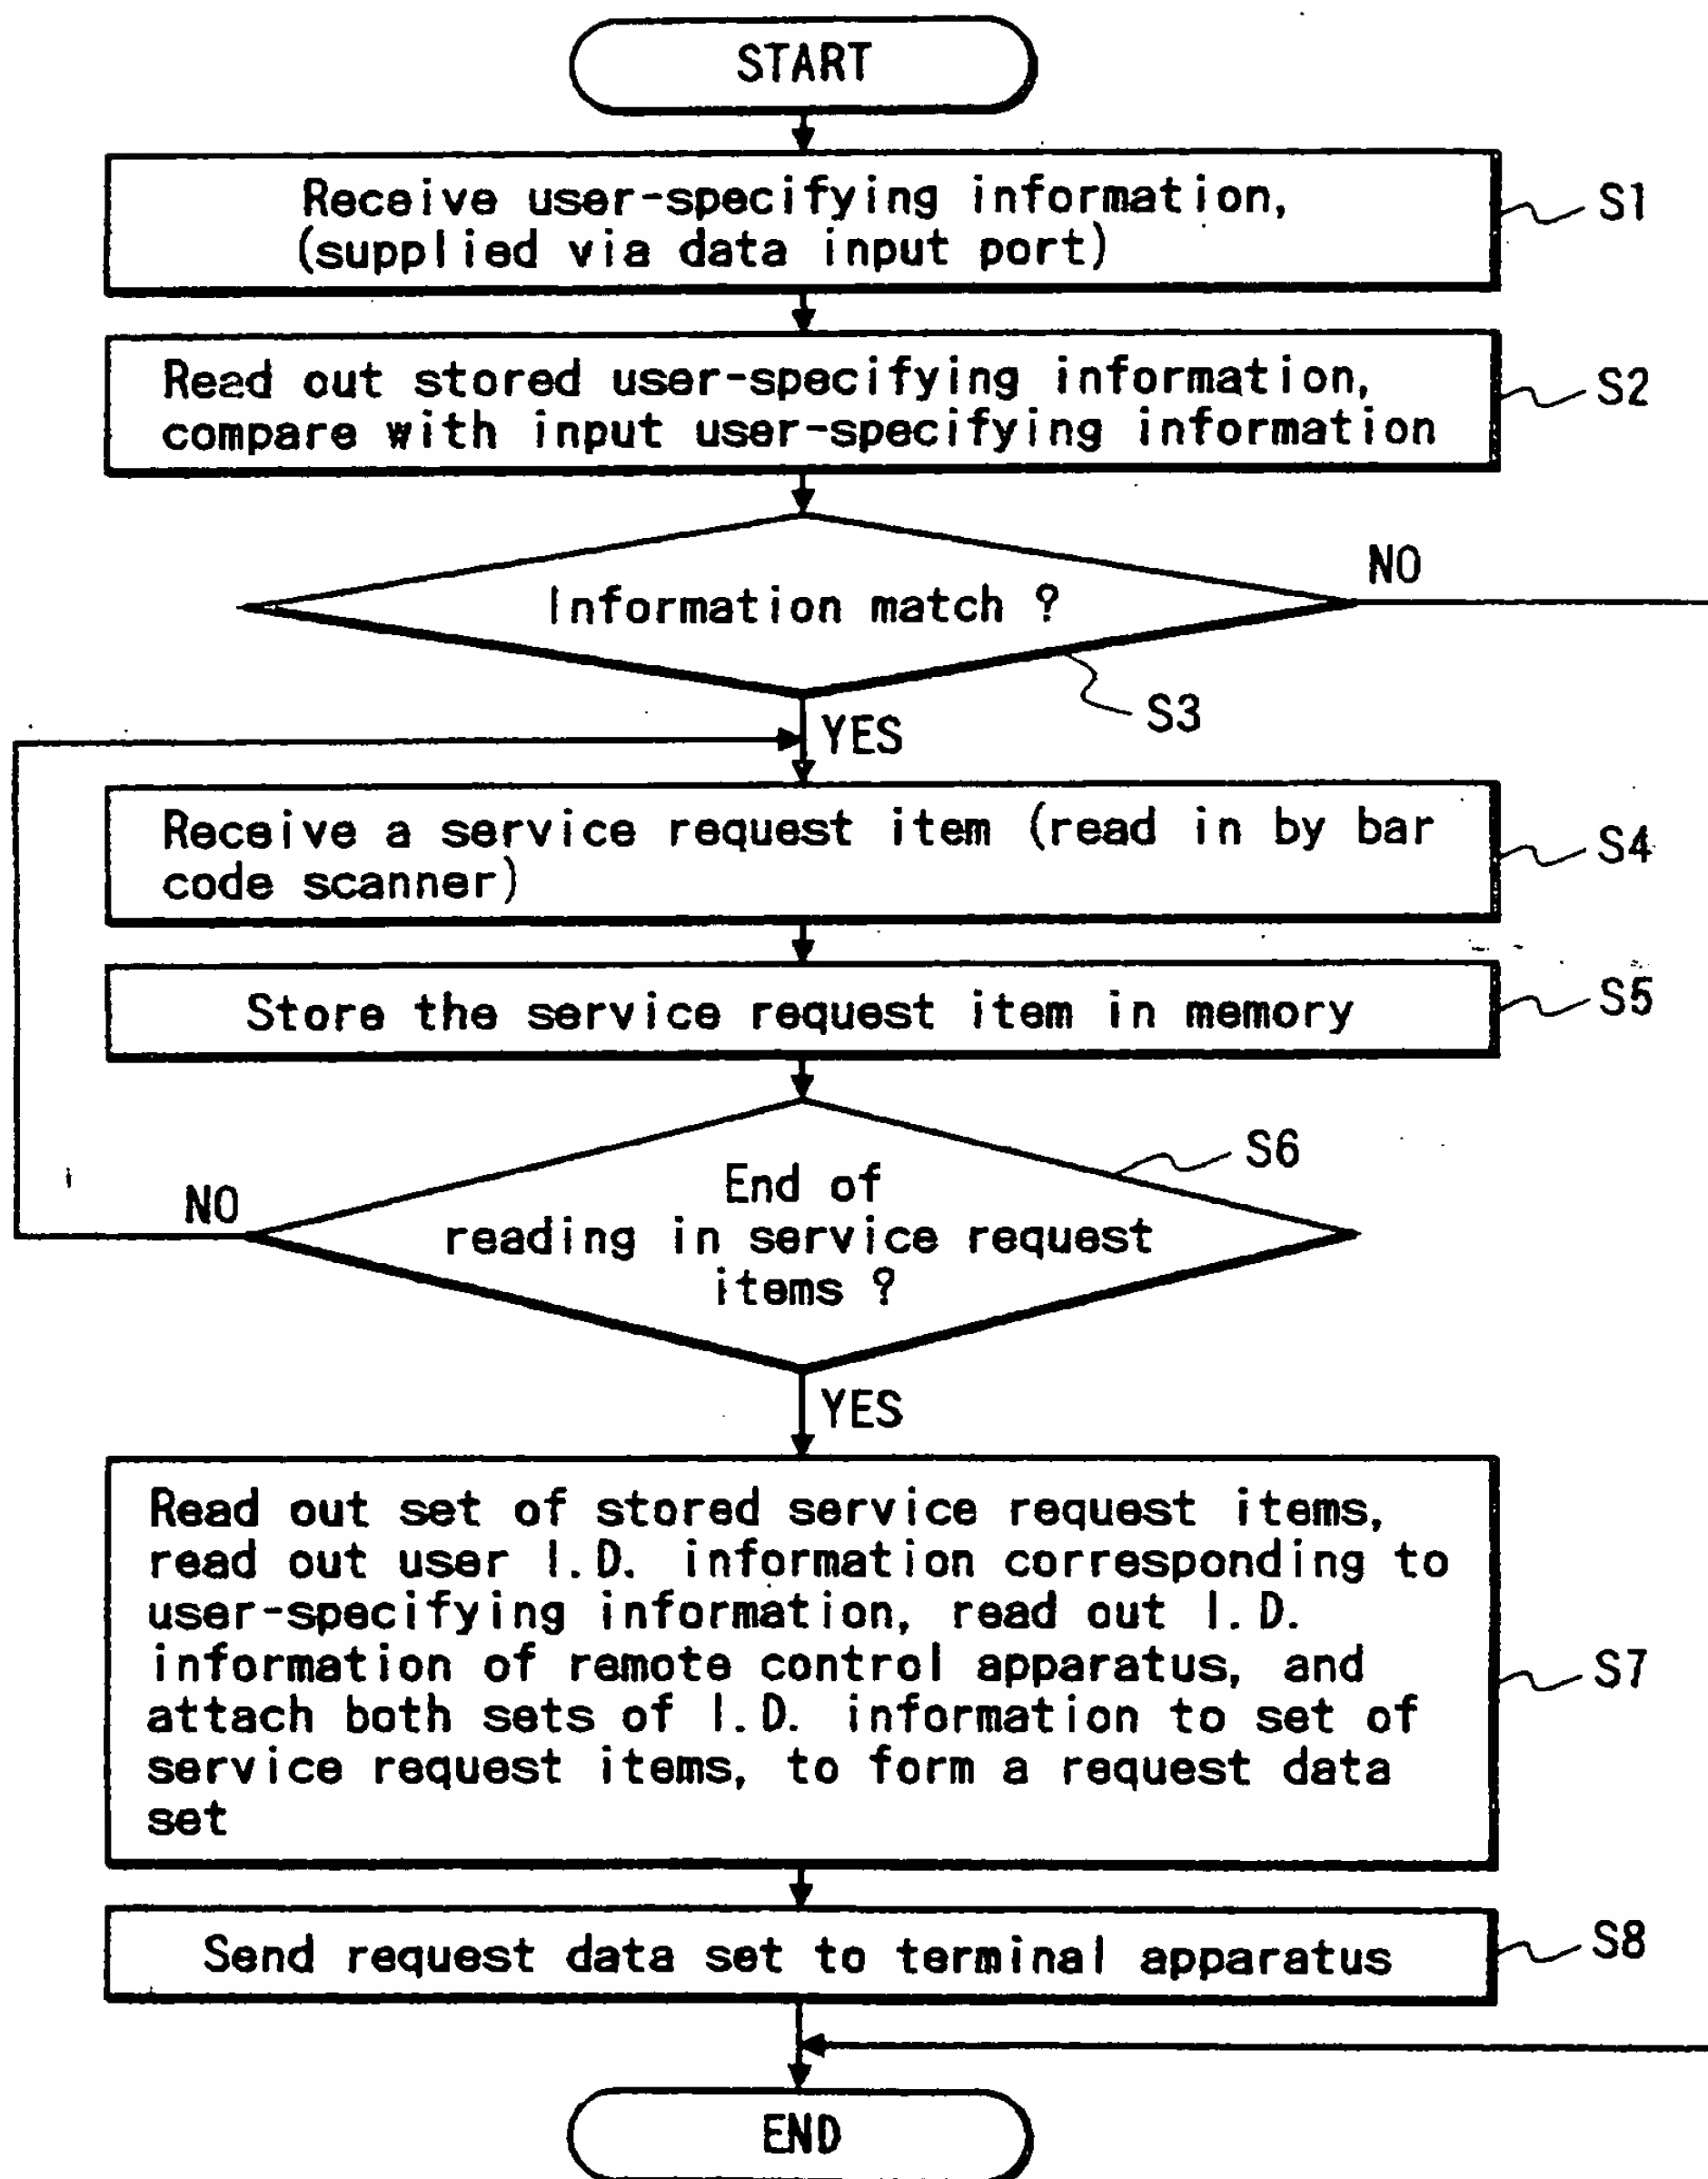 START
Receive user-specifying information,
(supplied via data input port)
S1
Read out stored user-specifying information,
compare with input user-specifying information
S2
Information match ?
NO
S3
YES
Receive a service request item (read in by bar
code scanner)
S4
Store the service request item in memory
S5
S6
End of
reading in service request
items ?
NO
YES
Read out set of stored service request items,
read out user I.D. information corresponding to
user-specifying information, read out I.D.
information of remote control apparatus, and
attach both sets of I.D. information to set of
service request items, to form a request data
set
S7
Send request data set to terminal apparatus
S8
END